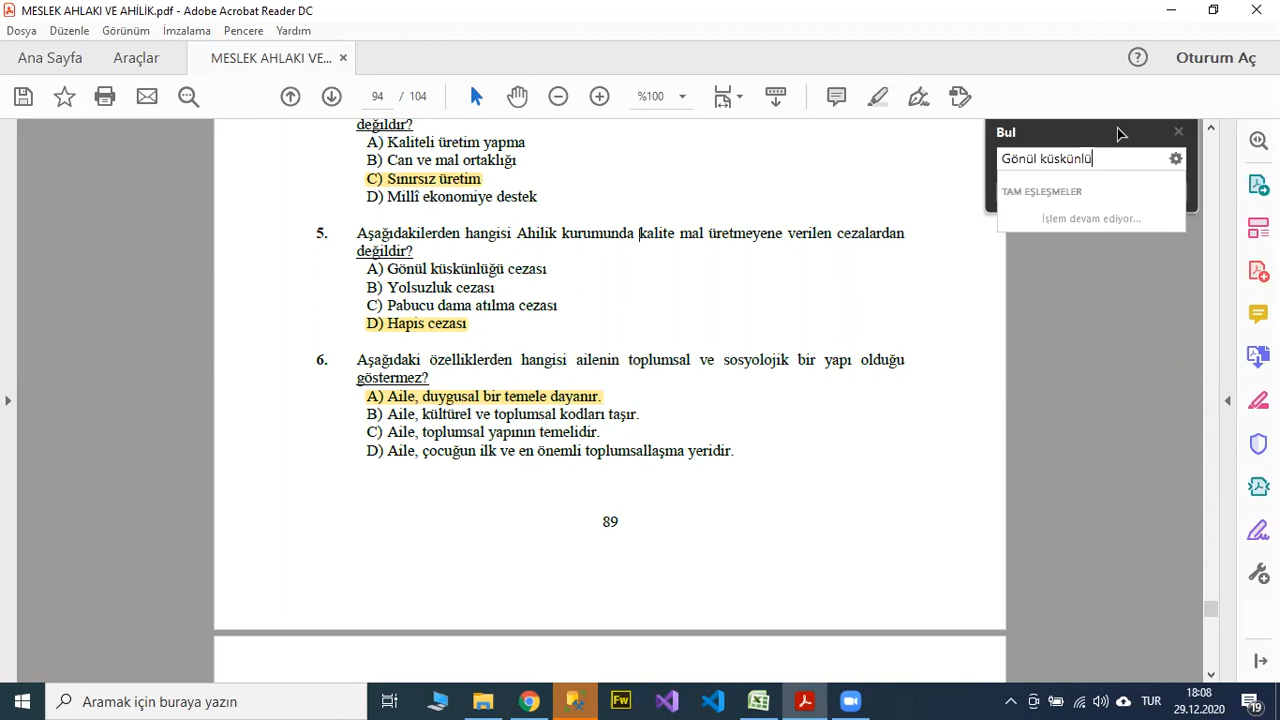 MESLEK AHLAKI VE AHİLİK.pdf - Adobe Acrobat Reader DC
Dosya Düzenle Görünüm İmzalama Pencere Yardım
Ana Sayfa Araçlar MESLEK AHLAKI VE... Oturum Aç
94 / 104 %100
değildir?
A) Kaliteli üretim yapma
B) Can ve mal ortaklığı
C) Sınırsız üretim
D) Millî ekonomiye destek
Bul
Gönül küskünlü
TAM EŞLEŞMELER
İşlem devam ediyor...
5. Aşağıdakilerden hangisi Ahilik kurumunda kalite mal üretmeyene verilen cezalardan
değildir?
A) Gönül küskünlüğü cezası
B) Yolsuzluk cezası
C) Pabucu dama atılma cezası
D) Hapis cezası
6. Aşağıdaki özelliklerden hangisi ailenin toplumsal ve sosyolojik bir yapı olduğu
göstermez?
A) Aile, duygusal bir temele dayanır.
B) Aile, kültürel ve toplumsal kodları taşır.
C) Aile, toplumsal yapının temelidir.
D) Aile, çocuğun ilk ve en önemli toplumsallaşma yeridir.
89
Aramak için buraya yazın
Fw
TUR
18:08
29.12.2020
19